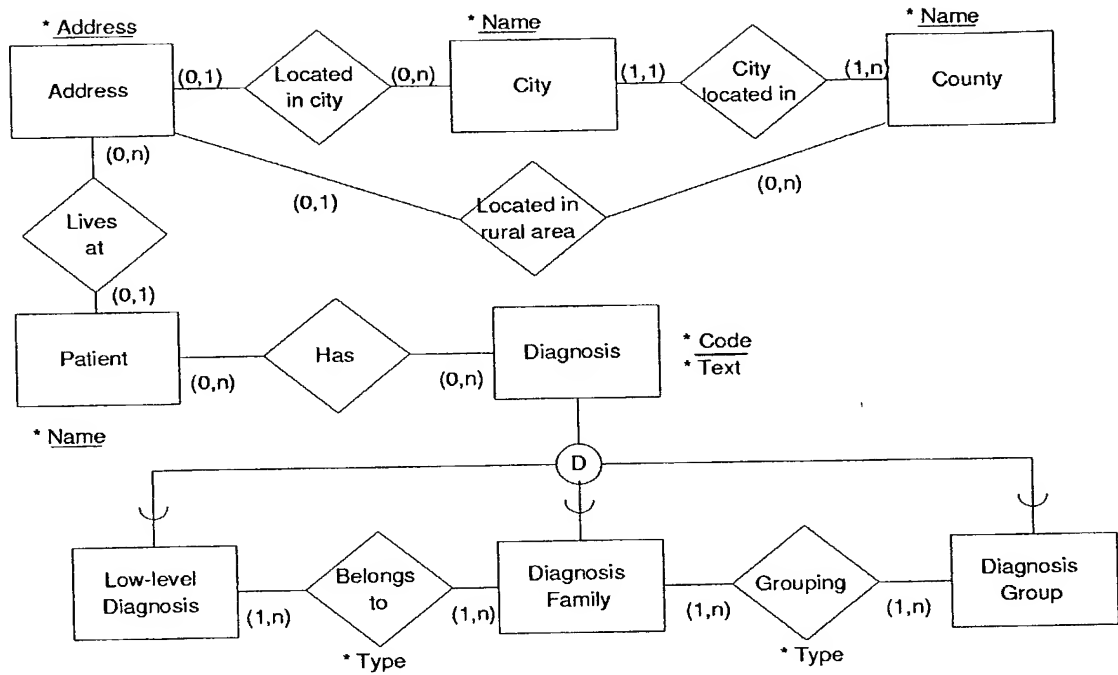 * Address
* Name
* Name
Address
(0,1)
Located
in city
(0,n)
City
(1,1)
City
located in
(1,n)
County
(0,n)
(0,1)
Located in
rural area
(0,n)
Lives
at
(0,1)
Patient
(0,n)
Has
(0,n)
Diagnosis
* Code
* Text
* Name
D
Low-level
Diagnosis
(1,n)
Belongs
to
(1,n)
Diagnosis
Family
(1,n)
Grouping
(1,n)
Diagnosis
Group
* Type
* Type